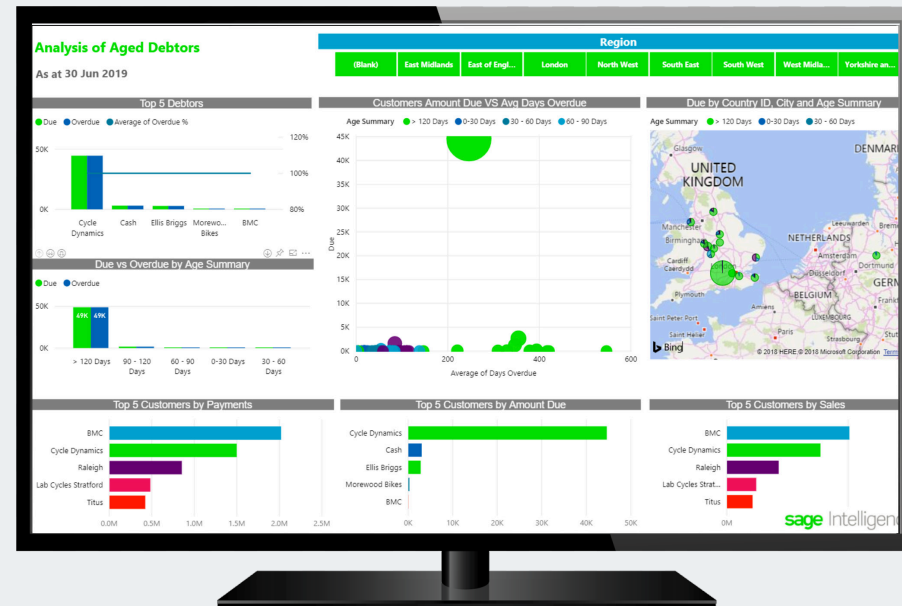 Analysis of Aged Debtors
As at 30 Jun 2019
Region
(Blank)
East Midlands
East of Engl...
London
North West
South East
South West
West Midla...
Yorkshire an...
Top 5 Debtors
Due Overdue Average of Overdue %
120%
100%
80%
50K
0K
Cycle Dynamics
Cash
Ellis Briggs
Morewo... Bikes
BMC
Due vs Overdue by Age Summary
Due Overdue
50K
0K
49K 49K
> 120 Days
90 - 120 Days
60 - 90 Days
0-30 Days
30 - 60 Days
Customers Amount Due VS Avg Days Overdue
Age Summary > 120 Days 0-30 Days 30 - 60 Days 60 - 90 Days
45K
40K
35K
30K
25K
20K
15K
10K
5K
0K
Due
0 200 400 600
Average of Days Overdue
Due by Country ID, City and Age Summary
Age Summary > 120 Days 0-30 Days 30 - 60 Days
Glasgow
DENMAR
UNITED
KINGDOM
Manchester
Birmingham
Leeuwarden
Brem
NETHERLANDS
Amsterdam
Cardiff
Caerdydd
Düsseldorf
Dortmund
GERM
Plymouth
BELGIUM
Frankf
Amiens
LUXEMBOURG
Saint Peter Port
Saint Helier
Paris
Strasbourg
Stut
Bing
© 2018 HERE © 2018 Microsoft Corporation Terms
Top 5 Customers by Payments
BMC
Cycle Dynamics
Raleigh
Lab Cycles Stratford
Titus
0.0M 0.5M 1.0M 1.5M 2.0M 2.5M
Top 5 Customers by Amount Due
Cycle Dynamics
Cash
Ellis Briggs
Morewood Bikes
BMC
0K 10K 20K 30K 40K 50K
Top 5 Customers by Sales
BMC
Cycle Dynamics
Raleigh
Lab Cycles Strat...
Titus
0M
sage Intelligenc